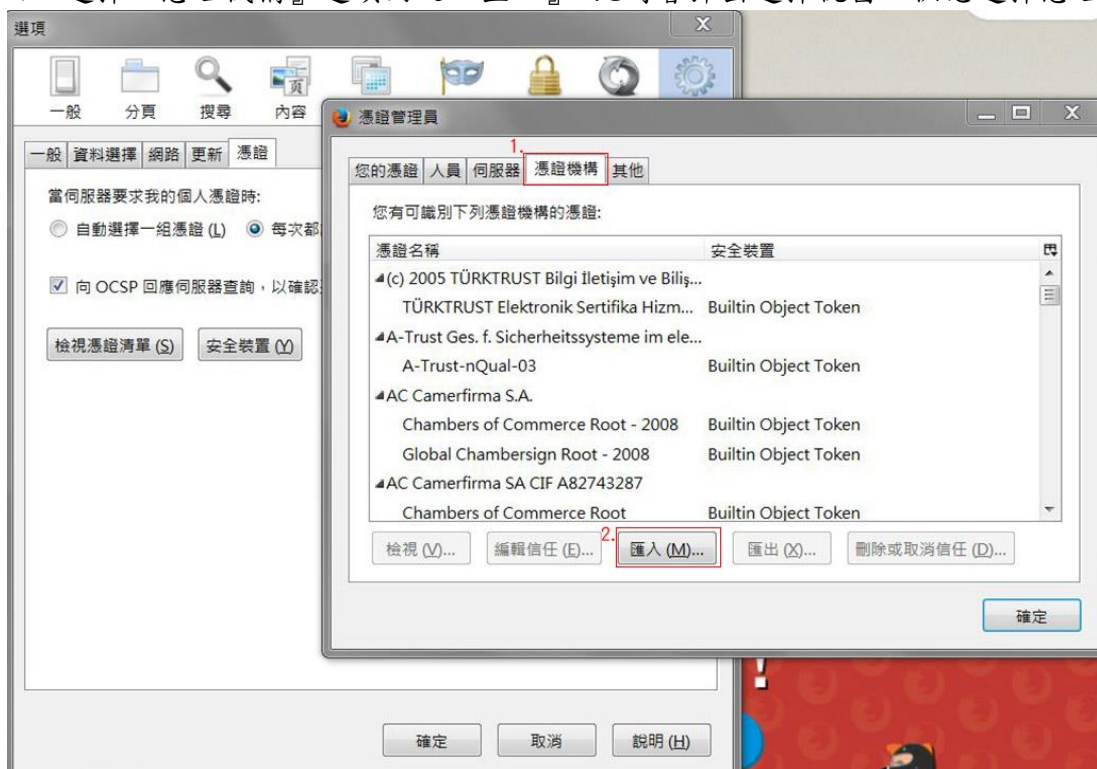 選項
一般 分頁 搜尋 內容
一般 資料選擇 網路 更新 憑證
當伺服器要求我的個人憑證時:
自動選擇一組憑證 (L) 每次都
向 OCSP 回應伺服器查詢,以確認
檢視憑證清單 (S) 安全裝置 (Y)
確定 取消 說明 (H)
憑證管理員
1.
您的憑證 人員 伺服器 憑證機構 其他
您有可識別下列憑證機構的憑證:
憑證名稱 安全裝置
(c) 2005 TÜRKTRUST Bilgi İletişim ve Biliş...
TÜRKTRUST Elektronik Sertifika Hizm... Builtin Object Token
A-Trust Ges. f. Sicherheitssysteme im ele...
A-Trust-nQual-03 Builtin Object Token
AC Camerfirma S.A.
Chambers of Commerce Root - 2008 Builtin Object Token
Global Chambersign Root - 2008 Builtin Object Token
AC Camerfirma SA CIF A82743287
Chambers of Commerce Root Builtin Object Token
2.
檢視 (V)... 編輯信任 (E)... 匯入 (M)... 匯出 (X)... 刪除或取消信任 (D)...
確定
!